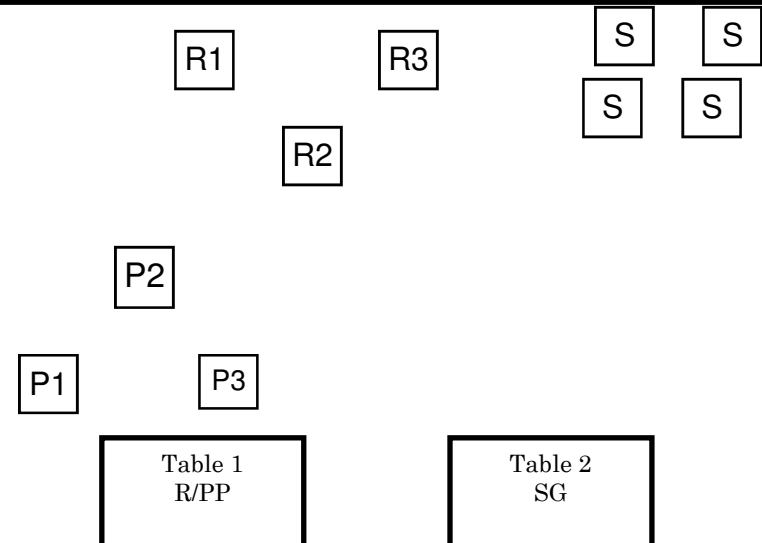 S S
R1 R3
S S
R2
P2
P1 P3
Table 1
R/PP
Table 2
SG